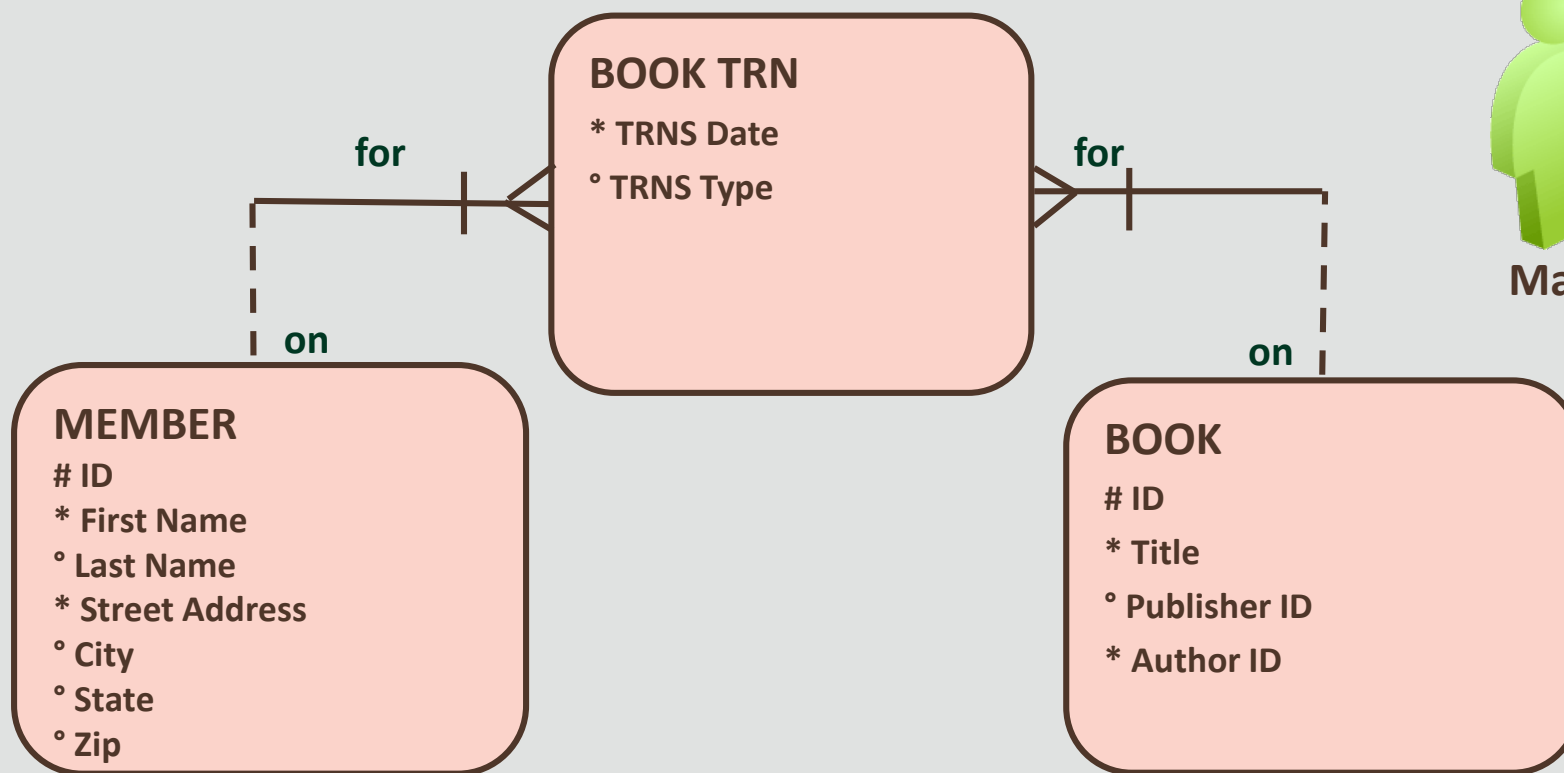 BOOK TRN
* TRNS Date
° TRNS Type
for
for
on
on
MEMBER
# ID
* First Name
° Last Name
* Street Address
° City
° State
° Zip
BOOK
# ID
* Title
° Publisher ID
* Author ID
Ma